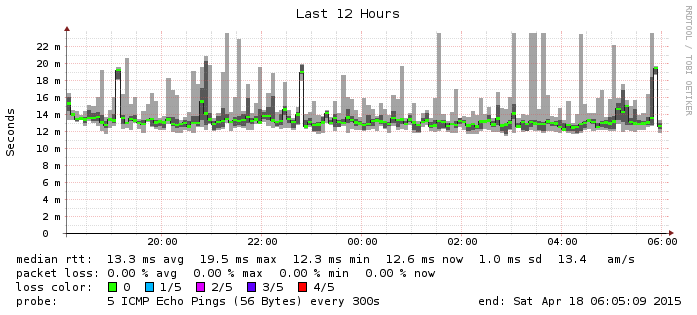 Last 12 Hours
RRDTOOL / TOBI OETIKER
Seconds
22 m
20 m
18 m
16 m
14 m
12 m
10 m
8 m
6 m
4 m
2 m
0
20:00 22:00 00:00 02:00 04:00 06:00
median rtt: 13.3 ms avg 19.5 ms max 12.3 ms min 12.6 ms now 1.0 ms sd 13.4 am/s
packet loss: 0.00 % avg 0.00 % max 0.00 % min 0.00 % now
loss color: 0 1/5 2/5 3/5 4/5
probe: 5 ICMP Echo Pings (56 Bytes) every 300s end: Sat Apr 18 06:05:09 2015